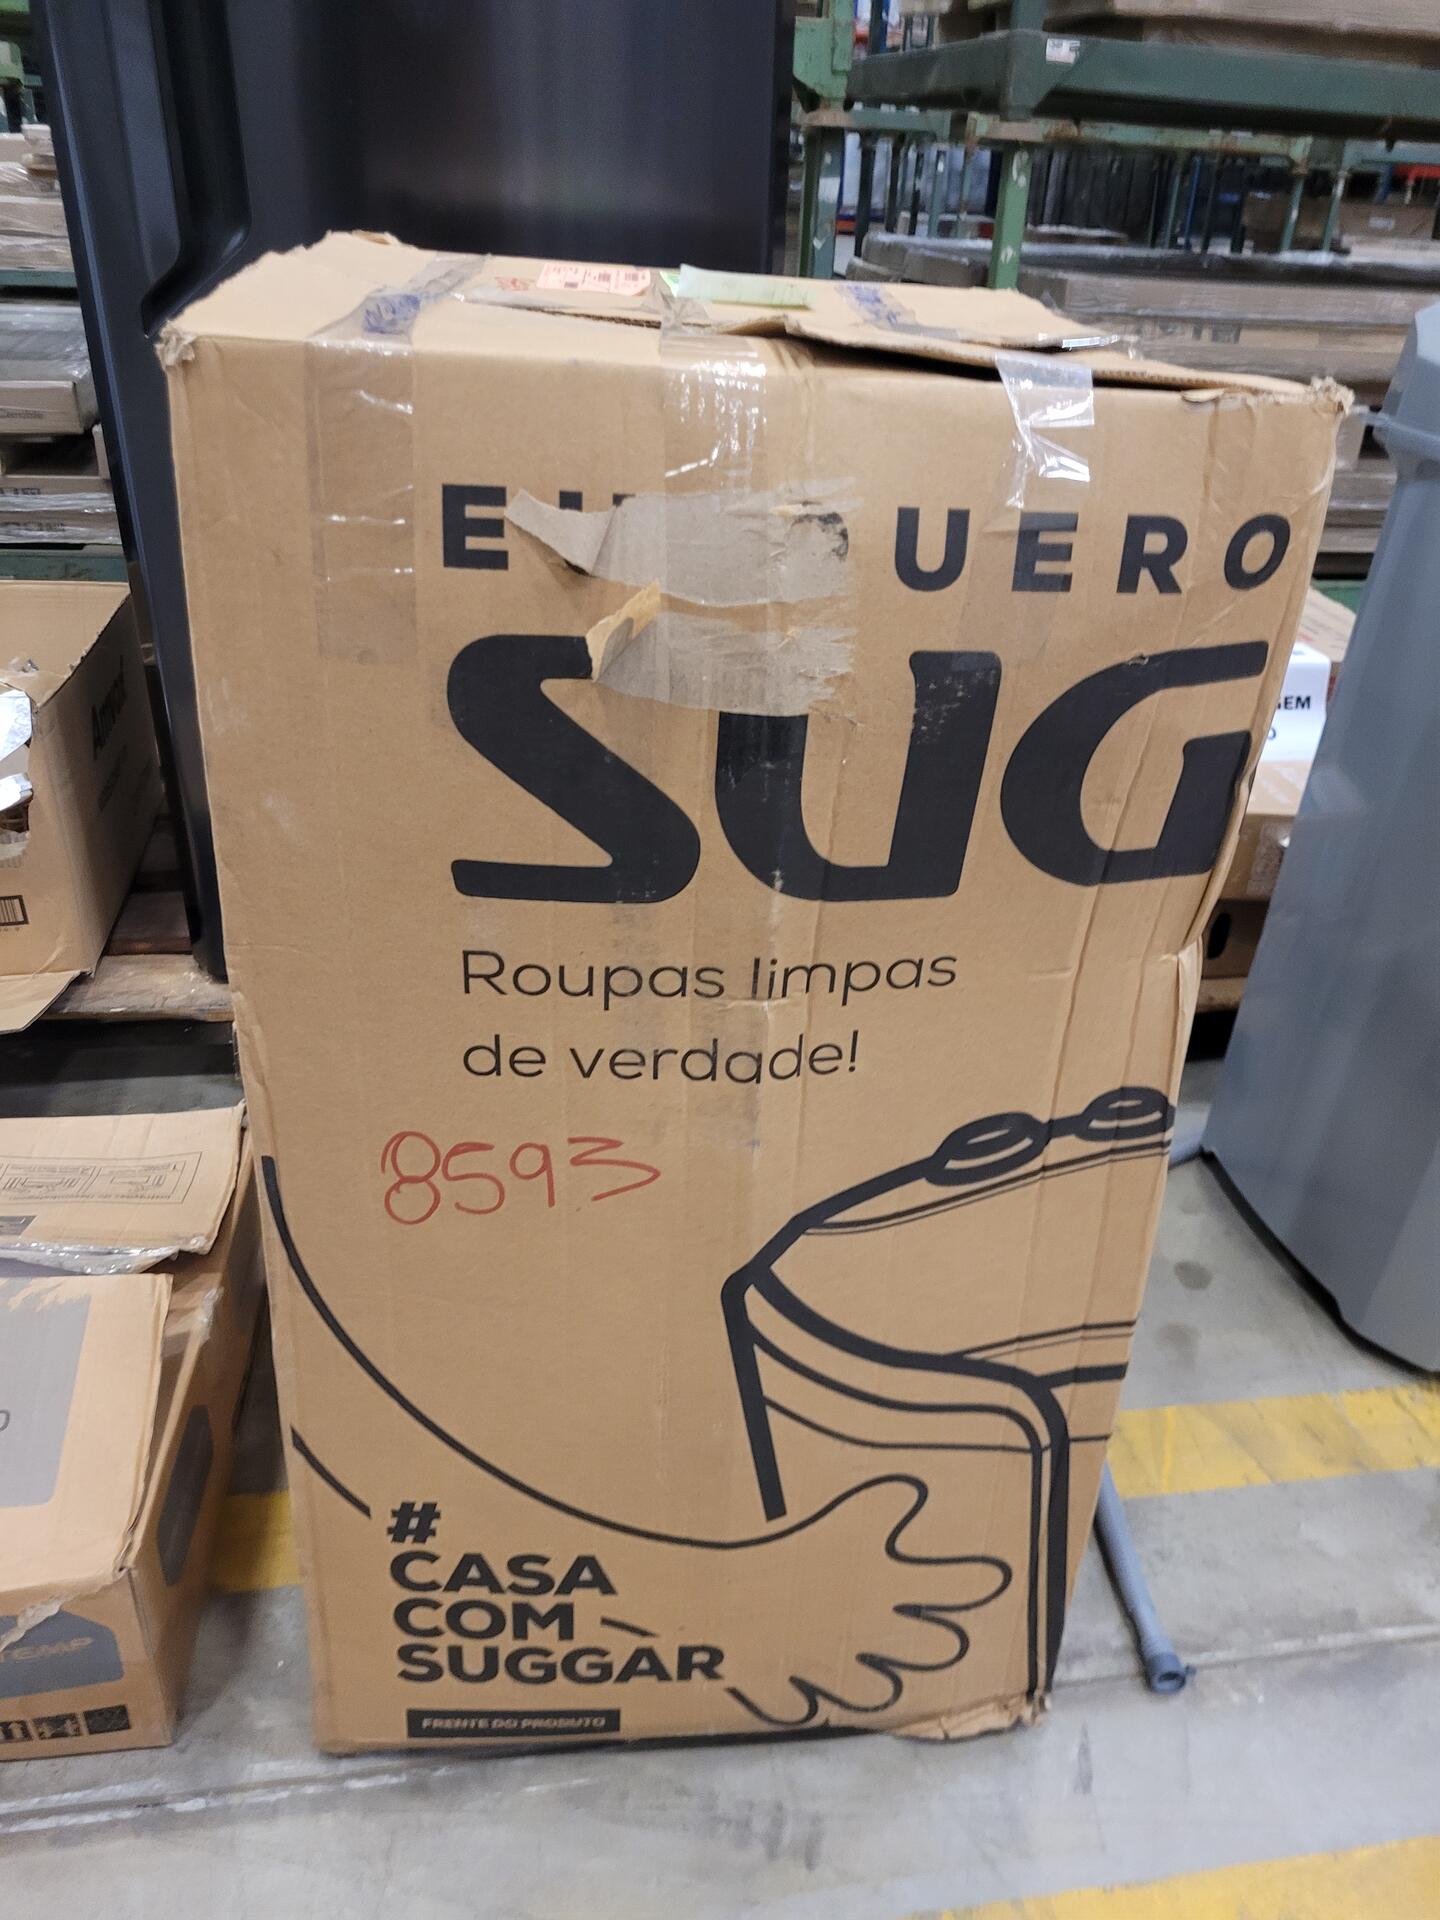 UERO
SUG
Roupas limpas
de verdade!
8593
#
CASA
COM
SUGGAR
FRENTE DO PRODUTO